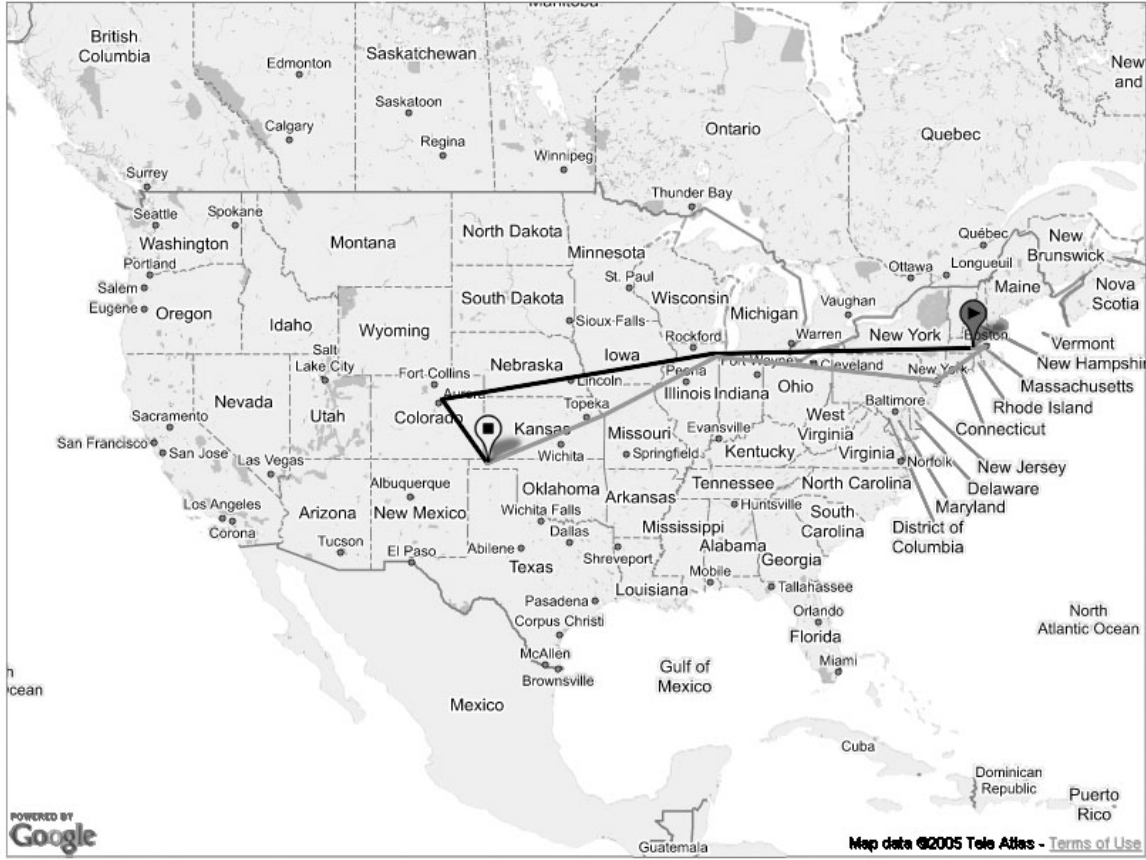 Manitoba
British
Columbia
Edmonton
Saskatchewan
New
and
Saskatoon
Calgary
Regina
Ontario
Quebec
Winnipeg
Surrey
Thunder Bay
Seattle
Spokane
Washington
Montana
North Dakota
Minnesota
Québec
New
Brunswick
Portland
Ottawa
Longueuil
Salem
St. Paul
Maine
Nova
Scotia
Eugene
Oregon
Idaho
South Dakota
Wisconsin
Michigan
Vaughan
Wyoming
Sioux Falls
Rockford
Warren
New York
Boston
Vermont
Salt
Lake City
Nebraska
Iowa
New Hampshir
Fort Collins
Lincoln
Peoria
Fort Wayne
Cleveland
New York
Massachusetts
Nevada
Utah
Aurora
Colorado
Topeka
Illinois
Indiana
Ohio
Baltimore
Rhode Island
Sacramento
San Francisco
San Jose
Kansas
Wichita
Missouri
Springfield
Evansville
Kentucky
West
Virginia
Virginia
Norfolk
Connecticut
New Jersey
Las Vegas
Albuquerque
New Mexico
Oklahoma
Arkansas
Tennessee
North Carolina
Delaware
Maryland
Los Angeles
Corona
Arizona
Wichita Falls
Huntsville
South
Carolina
District of
Columbia
Tucson
El Paso
Abilene
Dallas
Texas
Shreveport
Mississippi
Alabama
Georgia
Louisiana
Mobile
Tallahassee
Pasadena
Corpus Christi
Orlando
Florida
North
Atlantic Ocean
McAllen
Brownsville
Gulf of
Mexico
Miami
h
cean
Mexico
Cuba
Dominican
Republic
Puerto
Rico
POWERED BY
Google
Guatemala
Map data ©2005 Tele Atlas - Terms of Use